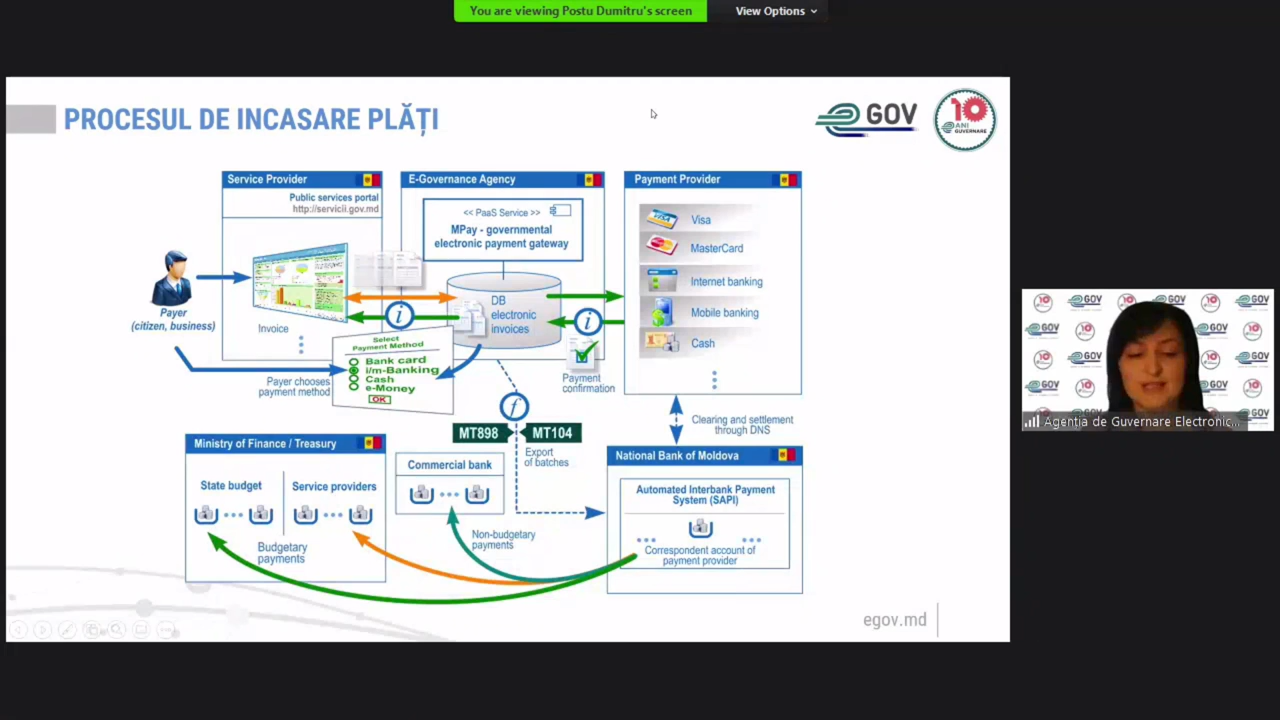 You are viewing Postu Dumitru's screen
View Options
PROCESUL DE INCASARE PLĂȚI
GOV
10
ANI
GUVERNARE
Service Provider
Public services portal
http://servicii.gov.md
E-Governance Agency
<< PaaS Service >>
MPay - governmental
electronic payment gateway
Payment Provider
VISA
Visa
MasterCard
Internet banking
Mobile banking
Cash
Payer
(citizen, business)
Invoice
i
DB
electronic
invoices
i
Select
Payment Method
Bank card
i/m-Banking
Cash
e-Money
OK
Payer chooses
payment method
Payment
confirmation
f
MT898
MT104
Export
of batches
Clearing and settlement
through DNS
Ministry of Finance / Treasury
State budget
Service providers
Budgetary
payments
Commercial bank
Non-budgetary
payments
National Bank of Moldova
Automated Interbank Payment
System (SAPI)
Correspondent account of
payment provider
egov.md
Agenția de Guvernare Electronic...